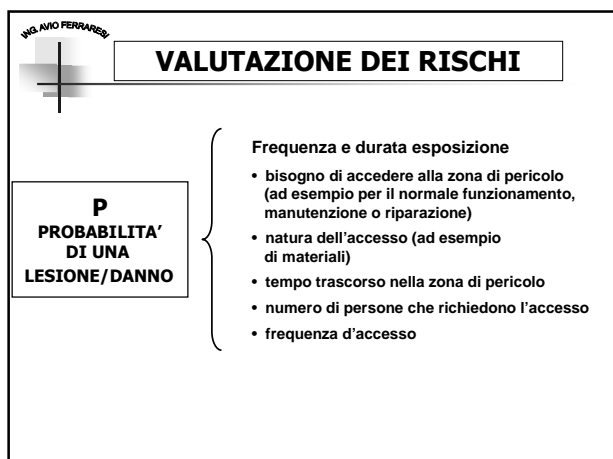 ING. AVIO FERRARESI
VALUTAZIONE DEI RISCHI
P
PROBABILITA’
DI UNA
LESIONE/DANNO
Frequenza e durata esposizione
• bisogno di accedere alla zona di pericolo
(ad esempio per il normale funzionamento,
manutenzione o riparazione)
• natura dell’accesso (ad esempio
di materiali)
• tempo trascorso nella zona di pericolo
• numero di persone che richiedono l’accesso
• frequenza d’accesso